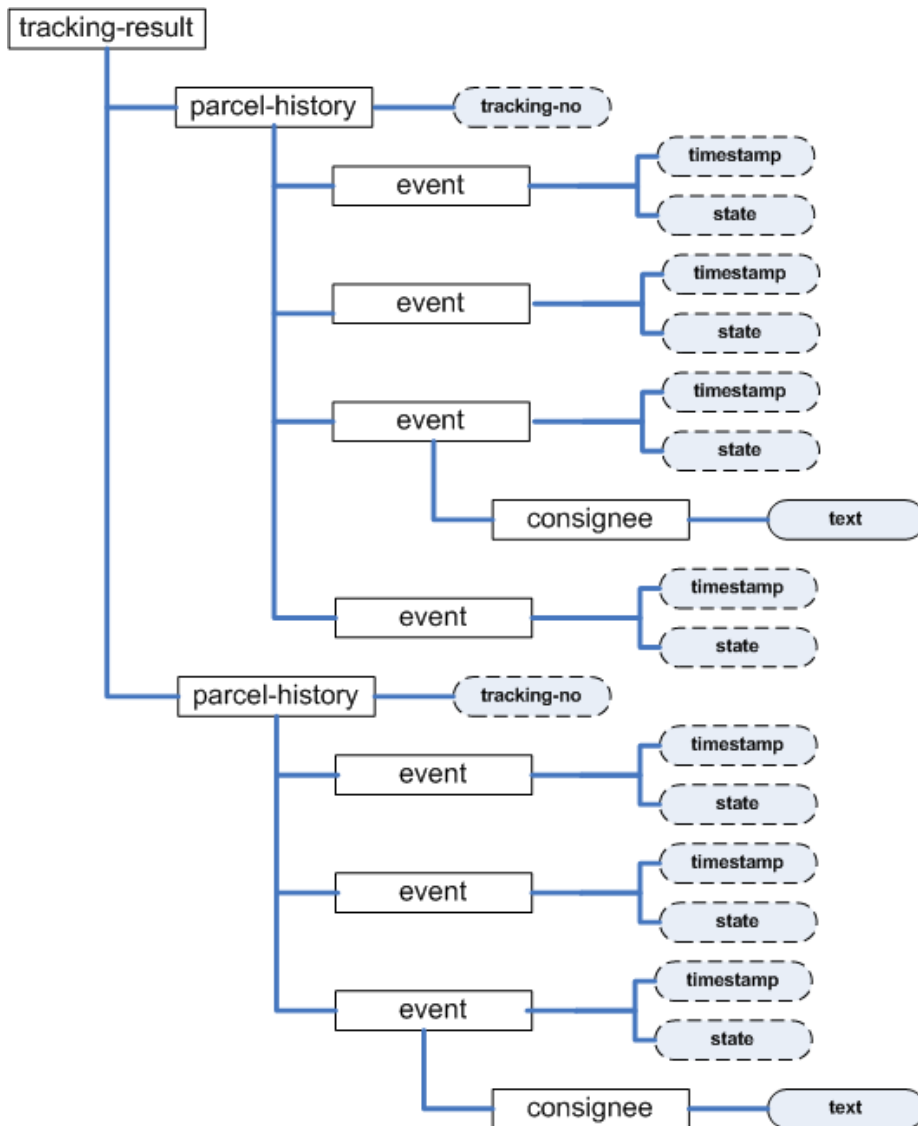 tracking-result
parcel-history
tracking-no
event
timestamp
state
event
timestamp
state
event
timestamp
state
consignee
text
event
timestamp
state
parcel-history
tracking-no
event
timestamp
state
event
timestamp
state
event
timestamp
state
consignee
text